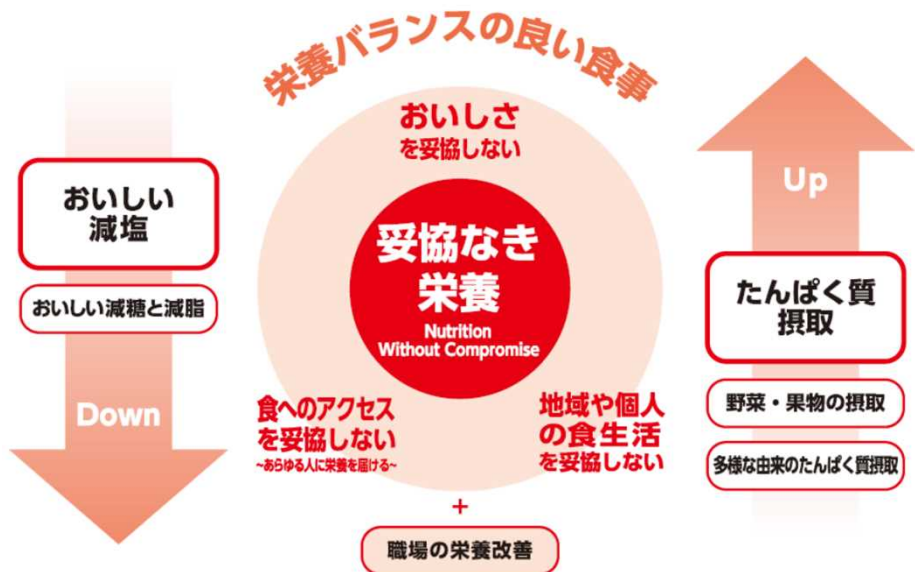 栄養バランスの良い食事
おいしさ
を妥協しない
妥協なき
栄養
Nutrition
Without Compromise
食へのアクセス
を妥協しない
~あらゆる人に栄養を届ける~
地域や個人
の食生活
を妥協しない
+
職場の栄養改善
おいしい
減塩
おいしい減糖と減脂
Down
Up
たんぱく質
摂取
野菜・果物の摂取
多様な由来のたんぱく質摂取